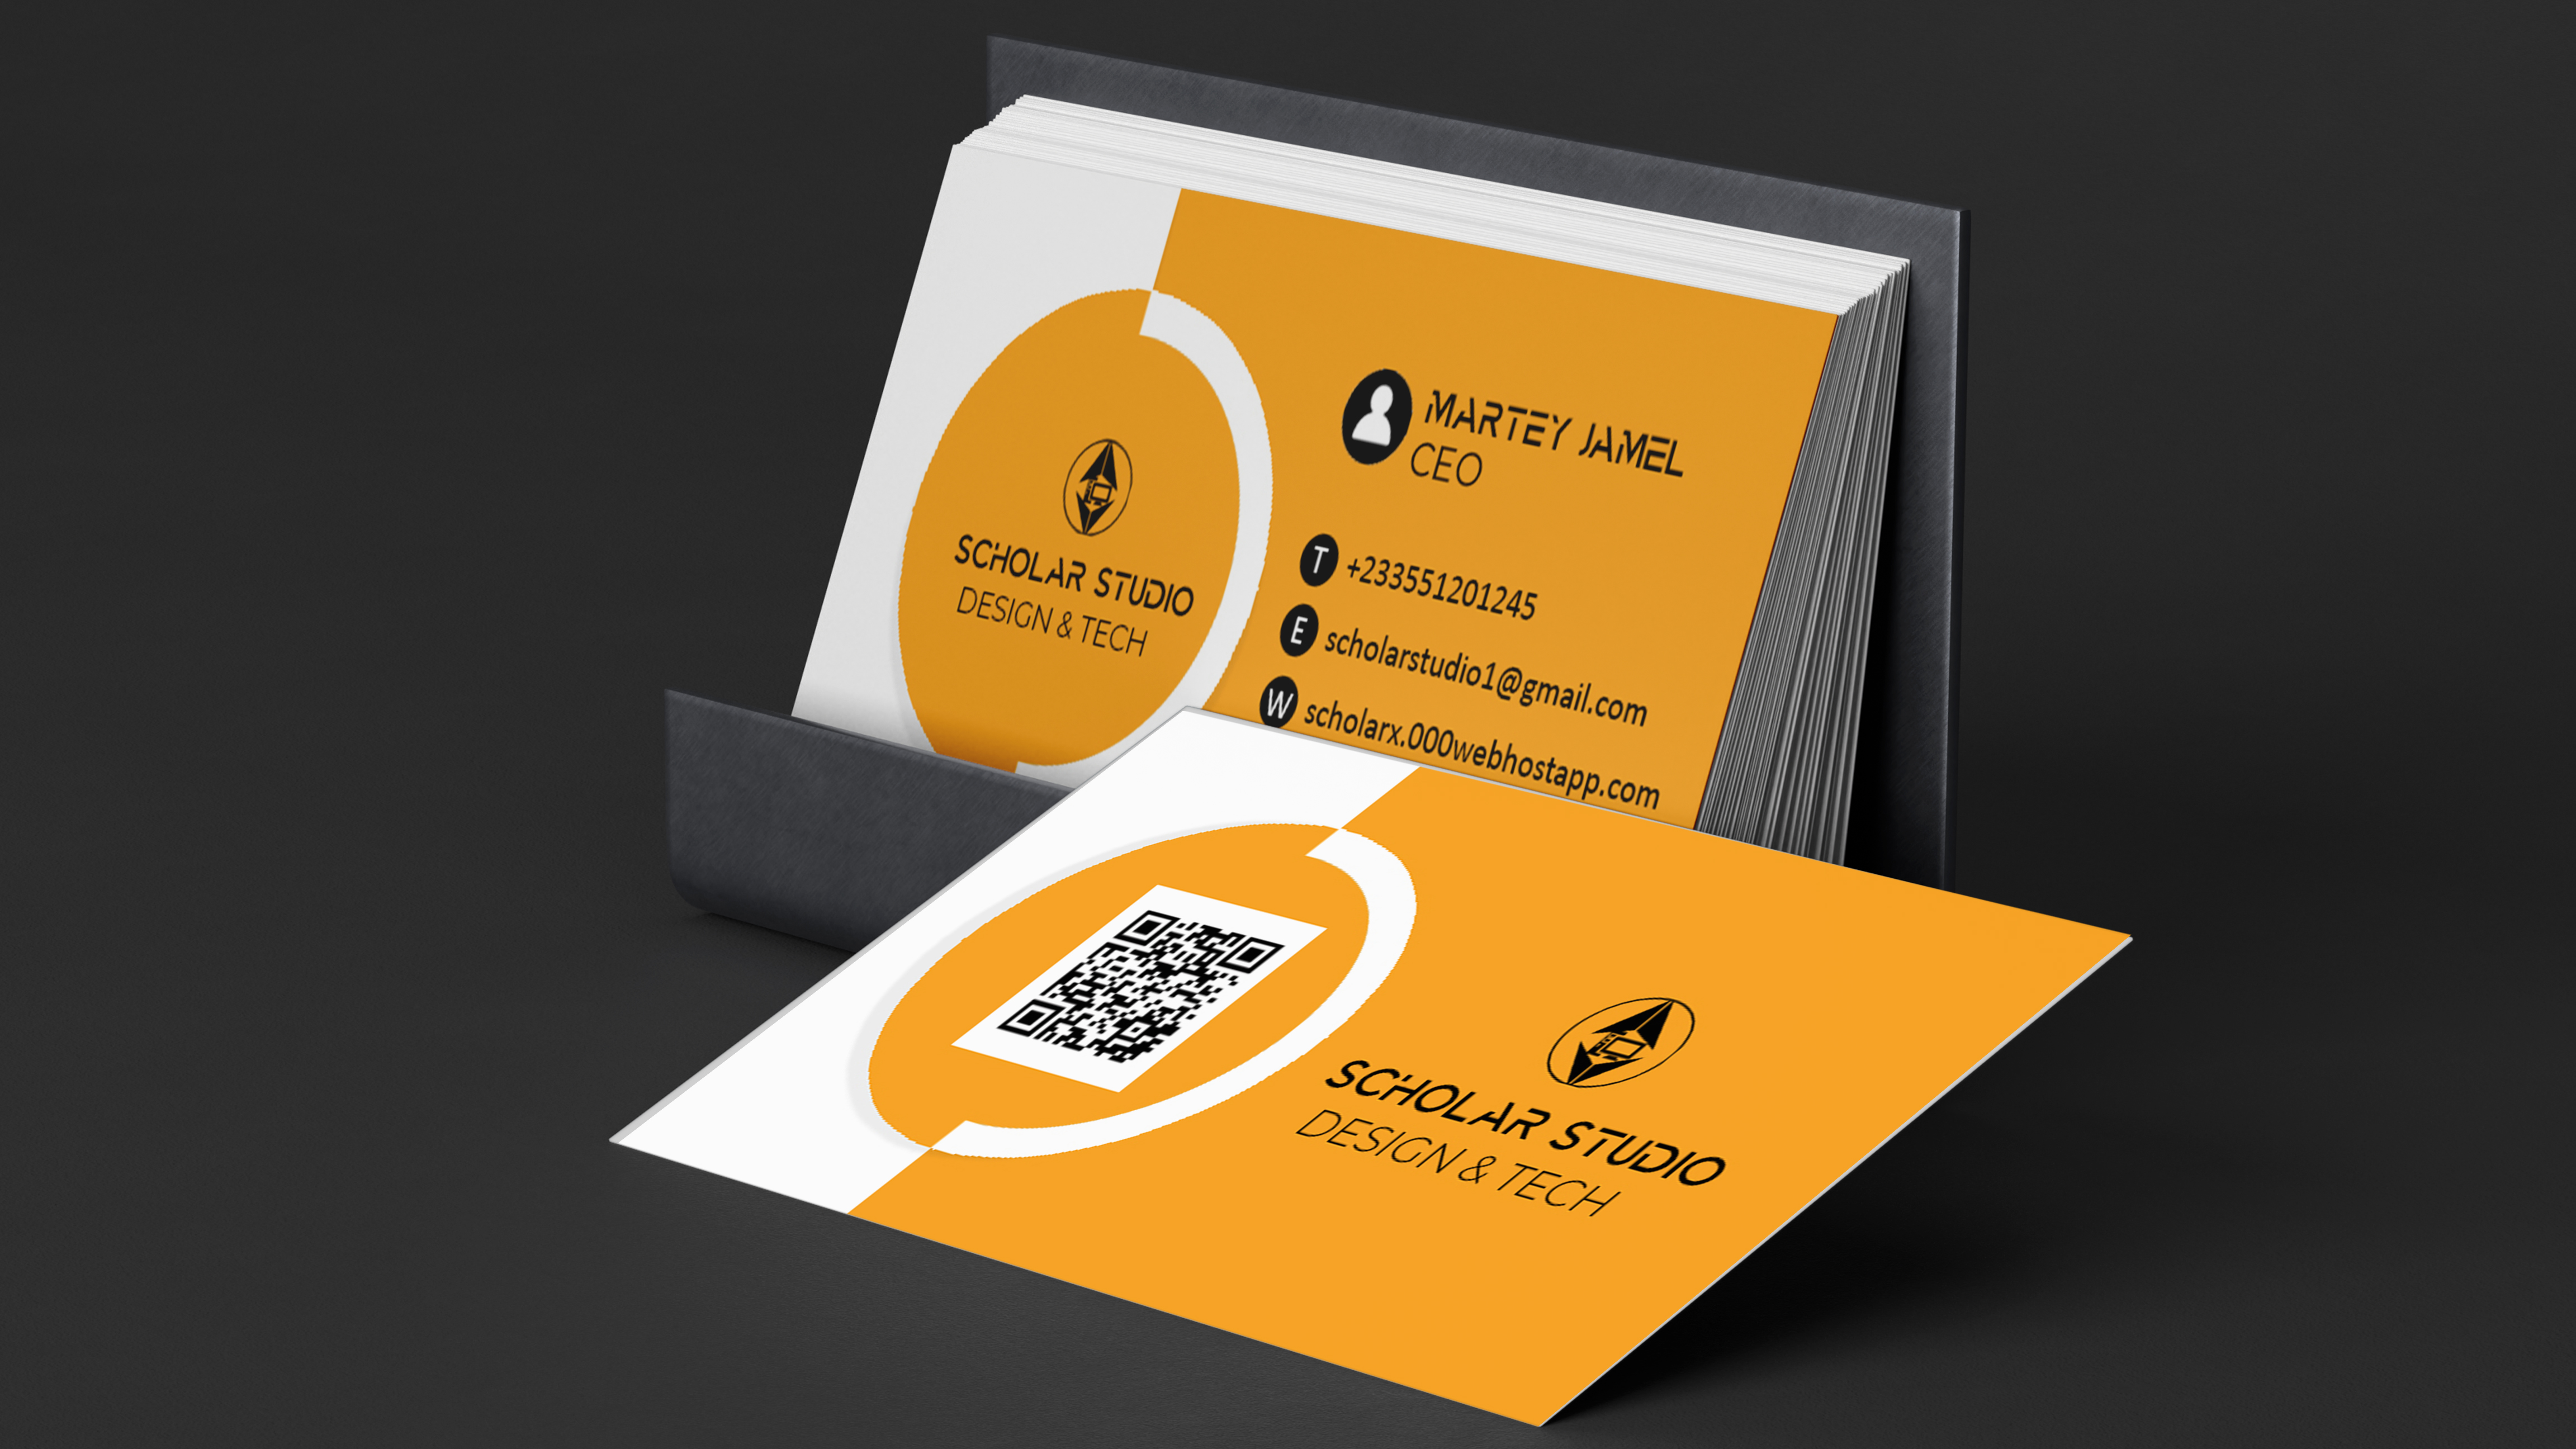 SCHOLAR STUDIO
DESIGN & TECH
MARTEY JAMEL
CEO
T +233551201245
E scholarstudio1@gmail.com
W scholarx.000webhostapp.com
SCHOLAR STUDIO
DESIGN & TECH